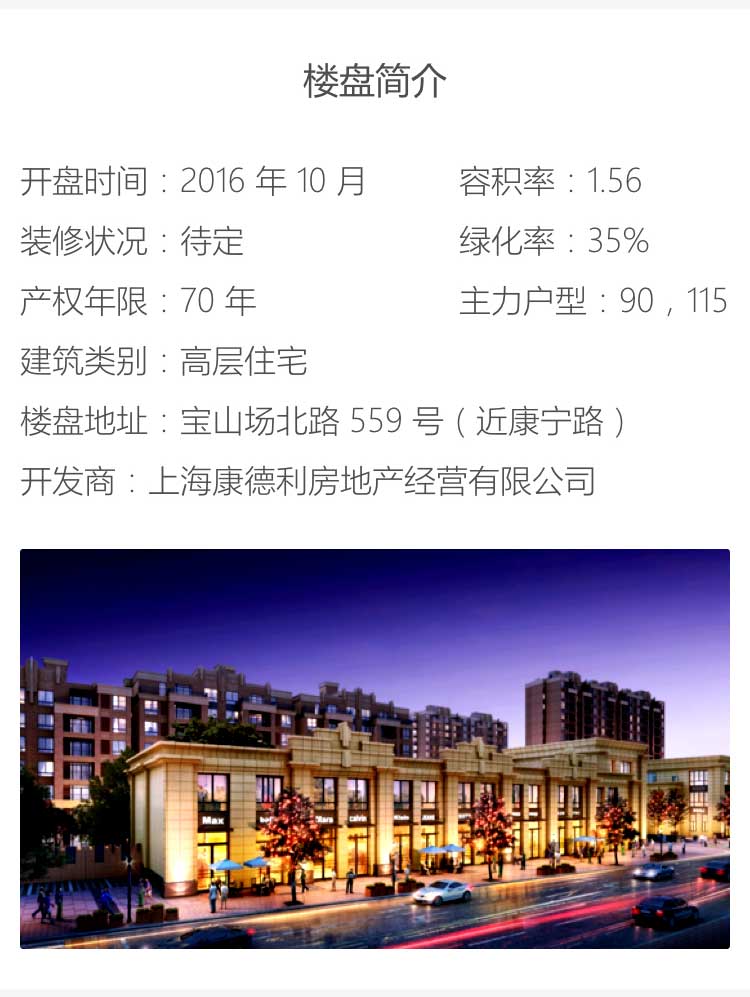 楼盘简介
开盘时间：2016 年 10 月
容积率：1.56
装修状况：待定
绿化率：35%
产权年限：70 年
主力户型：90，115
建筑类别：高层住宅
楼盘地址：宝山场北路 559 号（近康宁路）
开发商：上海康德利房地产经营有限公司
Max
calvin